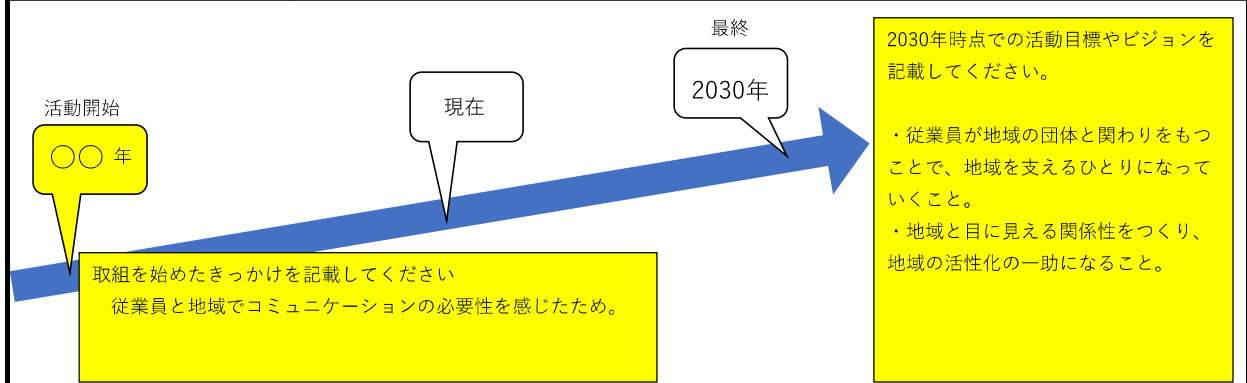 活動開始
〇〇 年
現在
最終
2030年
取組を始めたきっかけを記載してください
従業員と地域でコミュニケーションの必要性を感じたため。
2030年時点での活動目標やビジョンを
記載してください。
・従業員が地域の団体と関わりをもつ
ことで、地域を支えるひとりになって
いくこと。
・地域と目に見える関係性をつくり、
地域の活性化の一助になること。